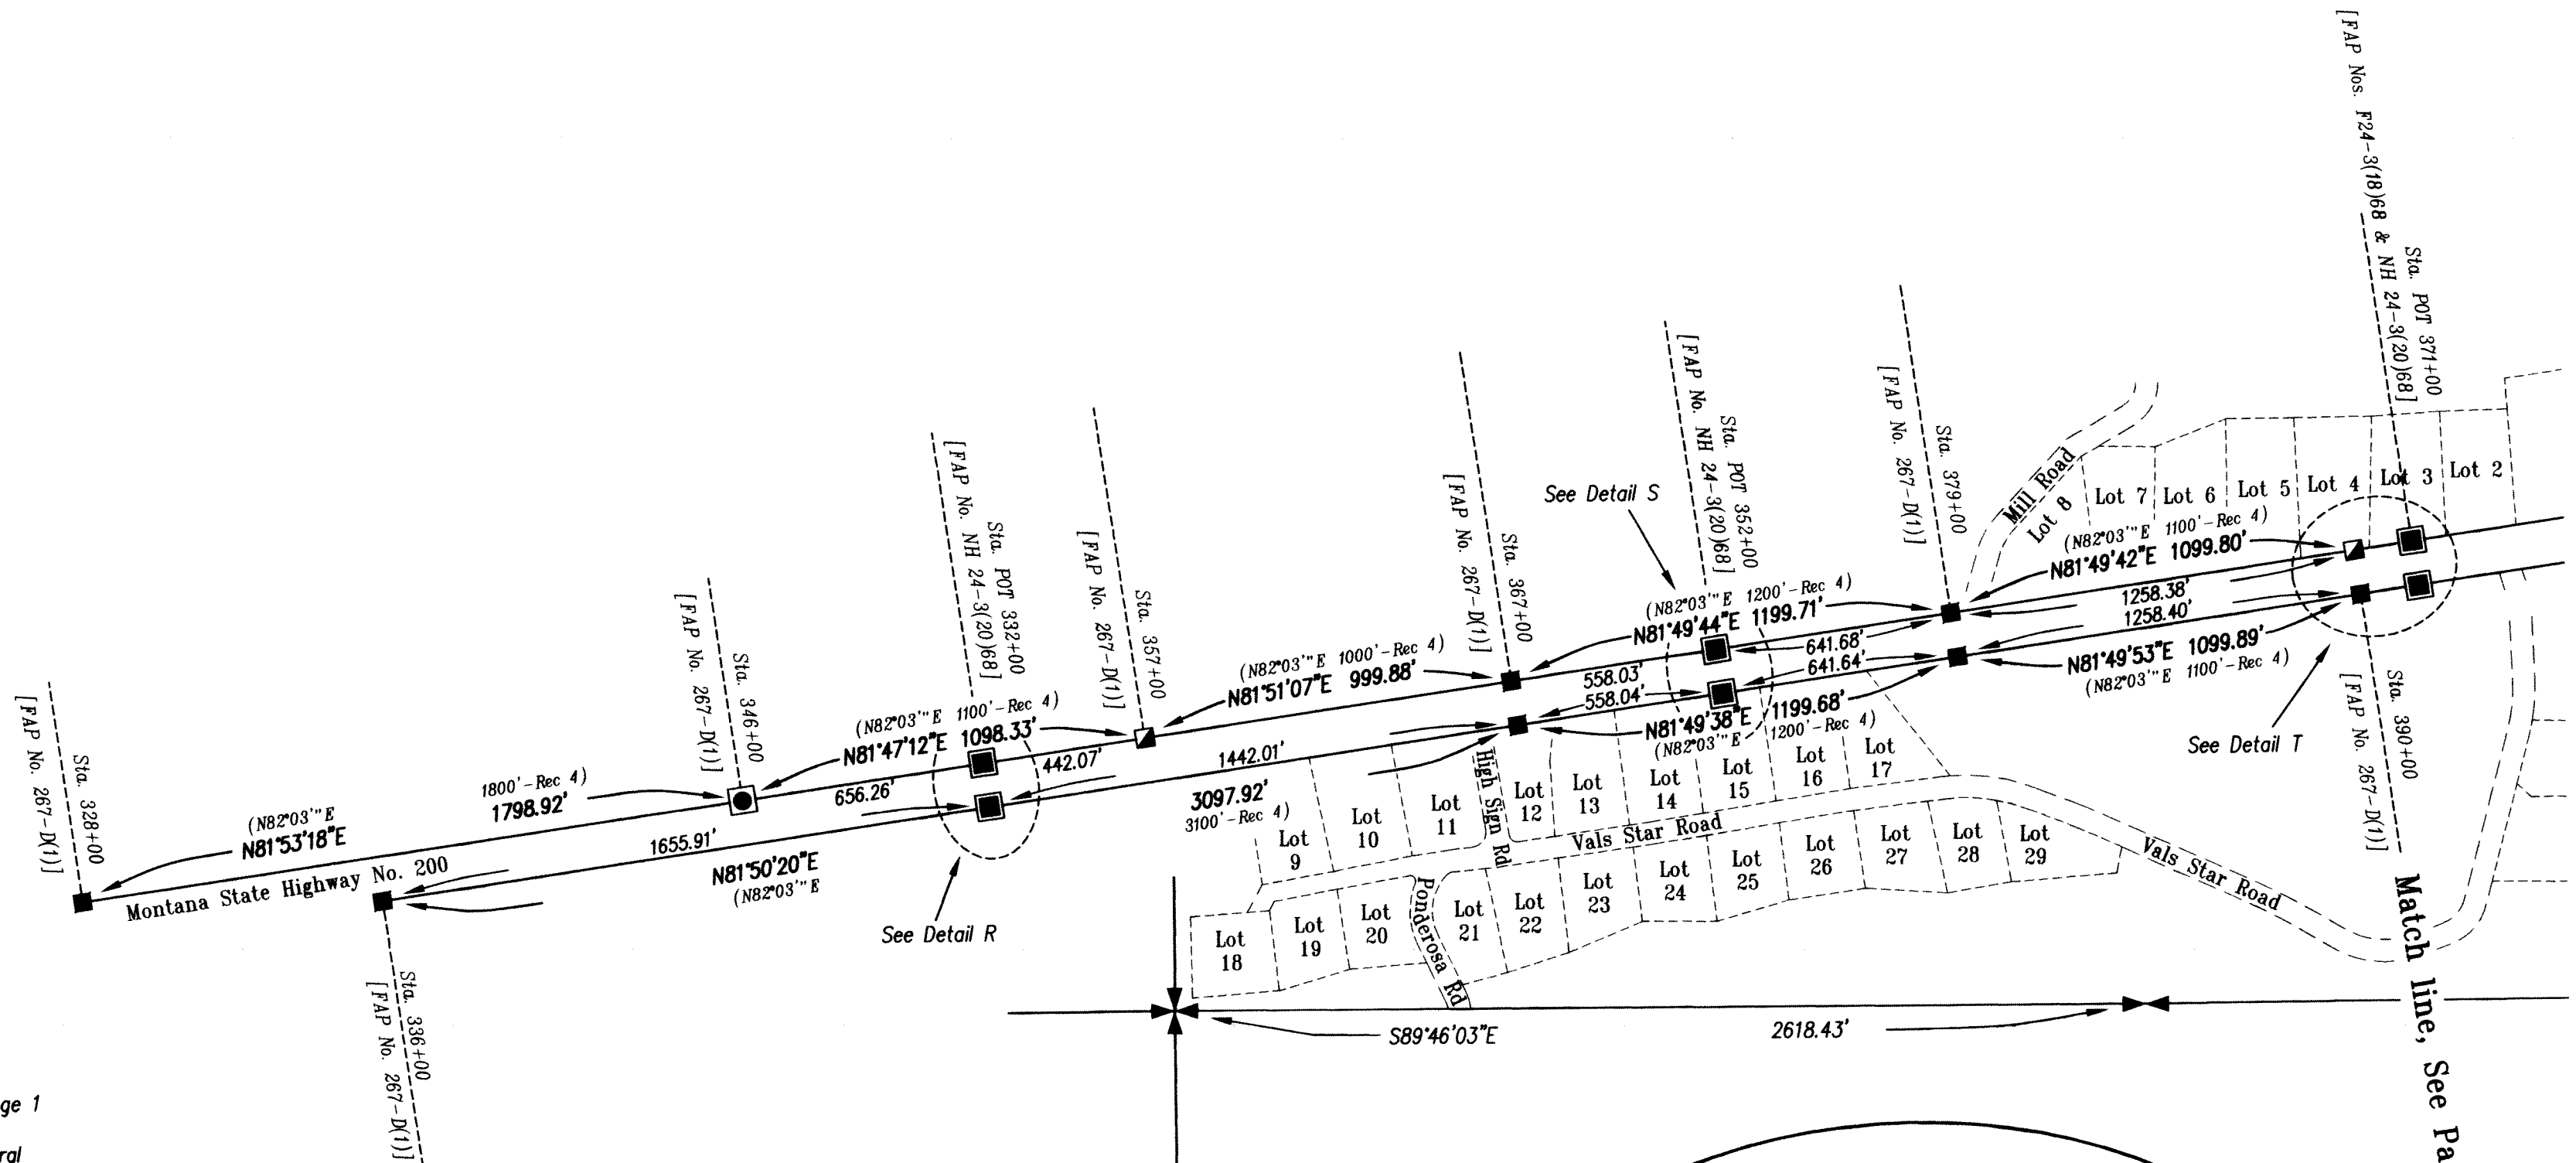 [FAP No. 267-D(1)]
Sta. 328+00
(N82°03'"E
N81°53'18"E
1800'-Rec 4)
1798.92'
Montana State Highway No. 200
[FAP No. 267-D(1)]
Sta. 346+00
Sta. 336+00
[FAP No. 267-D(1)]
1655.91'
N81°50'20"E
(N82°03'"E
[FAP No. NH 24-3(20)68]
Sta. POT 332+00
(N82°03'"E 1100'-Rec 4)
N81°47'12"E 1098.33'
656.26'
442.07'
See Detail R
[FAP No. 267-D(1)]
Sta. 357+00
(N82°03'"E 1000'-Rec 4)
N81°51'07"E 999.88'
1442.01'
3097.92'
3100'-Rec 4)
[FAP No. 267-D(1)]
Sta. 367+00
See Detail S
[FAP No. NH 24-3(20)68]
Sta. POT 352+00
(N82°03'"E 1200'-Rec 4)
N81°49'44"E 1199.71'
558.03'
641.68'
558.04'
641.64'
N81°49'38"E 1199.68'
(N82°03'"E 1200'-Rec 4)
[FAP No. 267-D(1)]
Sta. 379+00
Mill Road
Lot 8
Lot 7
Lot 6
Lot 5
Lot 4
Lot 3
Lot 2
(N82°03'"E 1100'-Rec 4)
N81°49'42"E 1099.80'
1258.38'
1258.40'
N81°49'53"E 1099.89'
(N82°03'"E 1100'-Rec 4)
[FAP Nos. F24-3(18)68 & NH 24-3(20)68]
Sta. POT 371+00
See Detail T
Sta. 390+00
[FAP No. 267-D(1)]
Lot 9
Lot 10
Lot 11
High Sign Rd
Lot 12
Lot 13
Lot 14
Lot 15
Lot 16
Lot 17
Vals Star Road
Lot 18
Lot 19
Lot 20
Ponderosa Rd
Lot 21
Lot 22
Lot 23
Lot 24
Lot 25
Lot 26
Lot 27
Lot 28
Lot 29
Vals Star Road
S89°46'03"E
2618.43'
Match line, See Pa
ge 1
ral